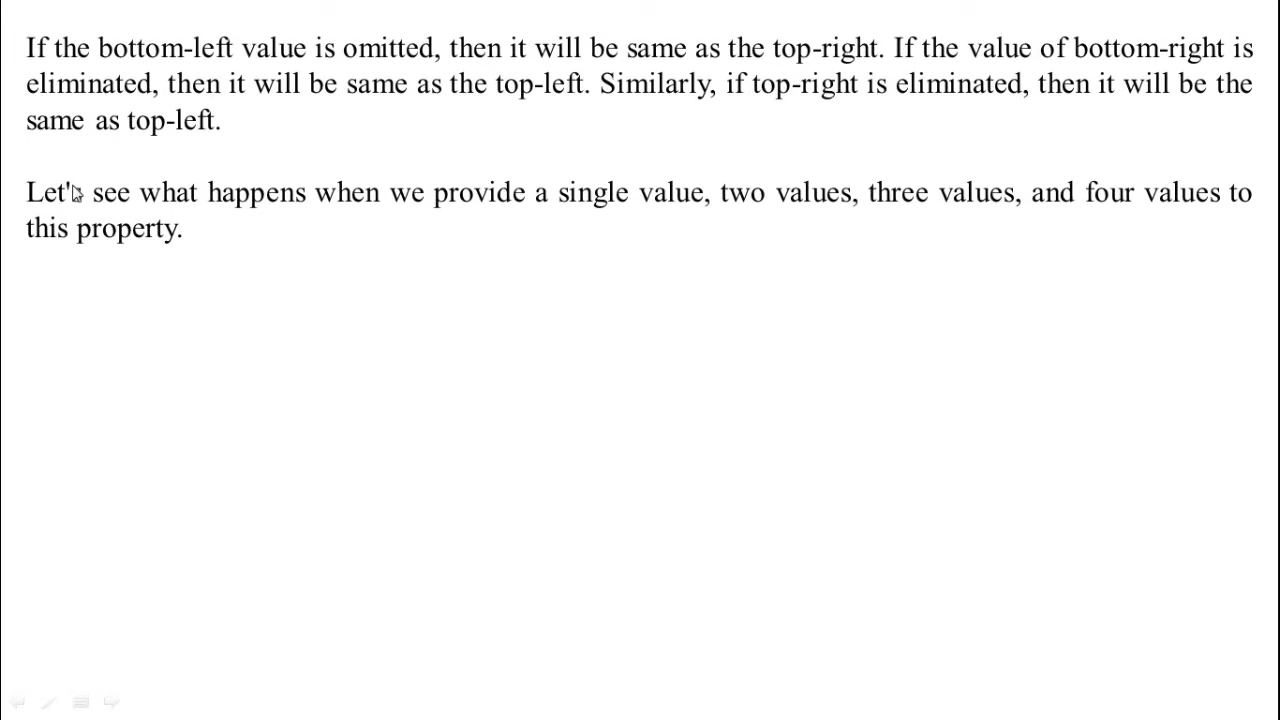 If the bottom-left value is omitted, then it will be same as the top-right. If the value of bottom-right is
eliminated, then it will be same as the top-left. Similarly, if top-right is eliminated, then it will be the
same as top-left.
Let's see what happens when we provide a single value, two values, three values, and four values to
this property.